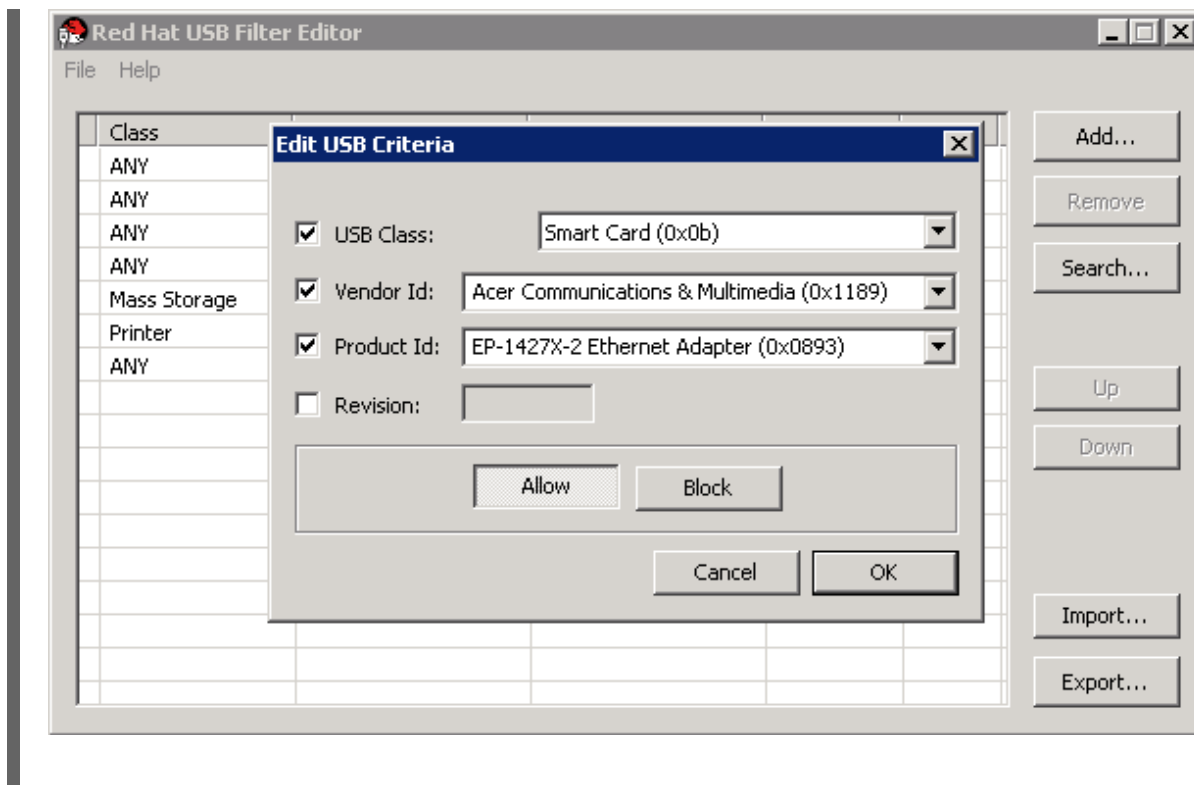 Red Hat USB Filter Editor
File Help
Class
Edit USB Criteria
Add...
ANY
ANY
Remove
ANY
USB Class: Smart Card (0x0b)
ANY
Search...
Mass Storage
Vendor Id: Acer Communications & Multimedia (0x1189)
Printer
Product Id: EP-1427X-2 Ethernet Adapter (0x0893)
ANY
Up
Revision:
Down
Allow Block
Cancel OK
Import...
Export...